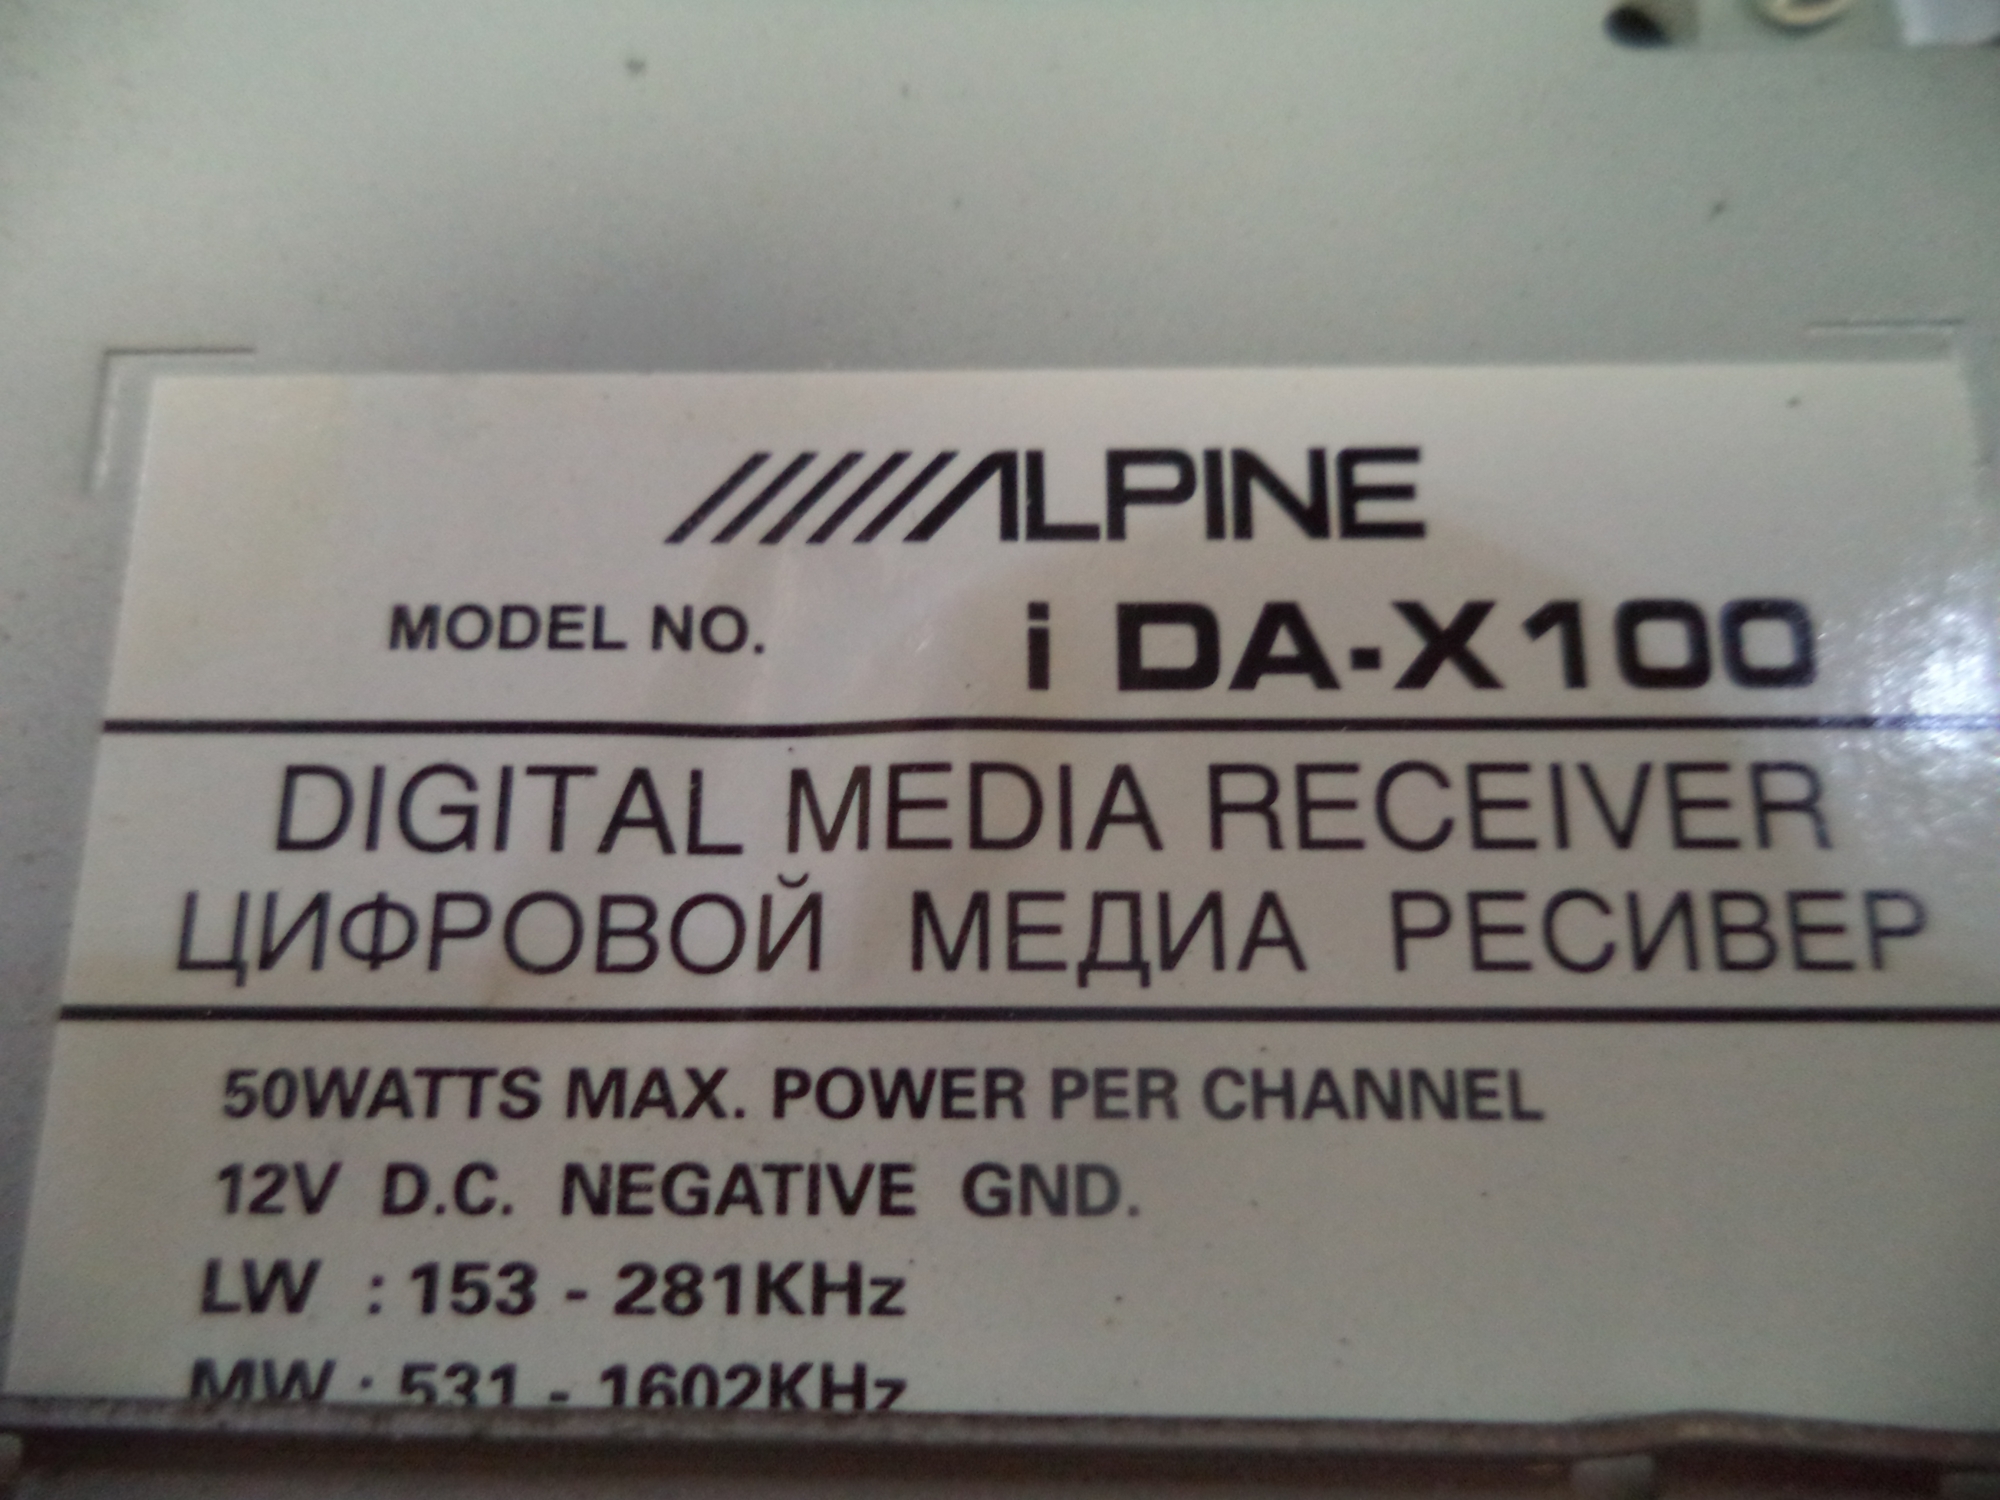 ALPINE
MODEL NO. i DA-X100
DIGITAL MEDIA RECEIVER
ЦИФРОВОЙ МЕДИА РЕСИВЕР
50WATTS MAX. POWER PER CHANNEL
12V D.C. NEGATIVE GND.
LW : 153 - 281KHz
MW : 531 - 1602KHz